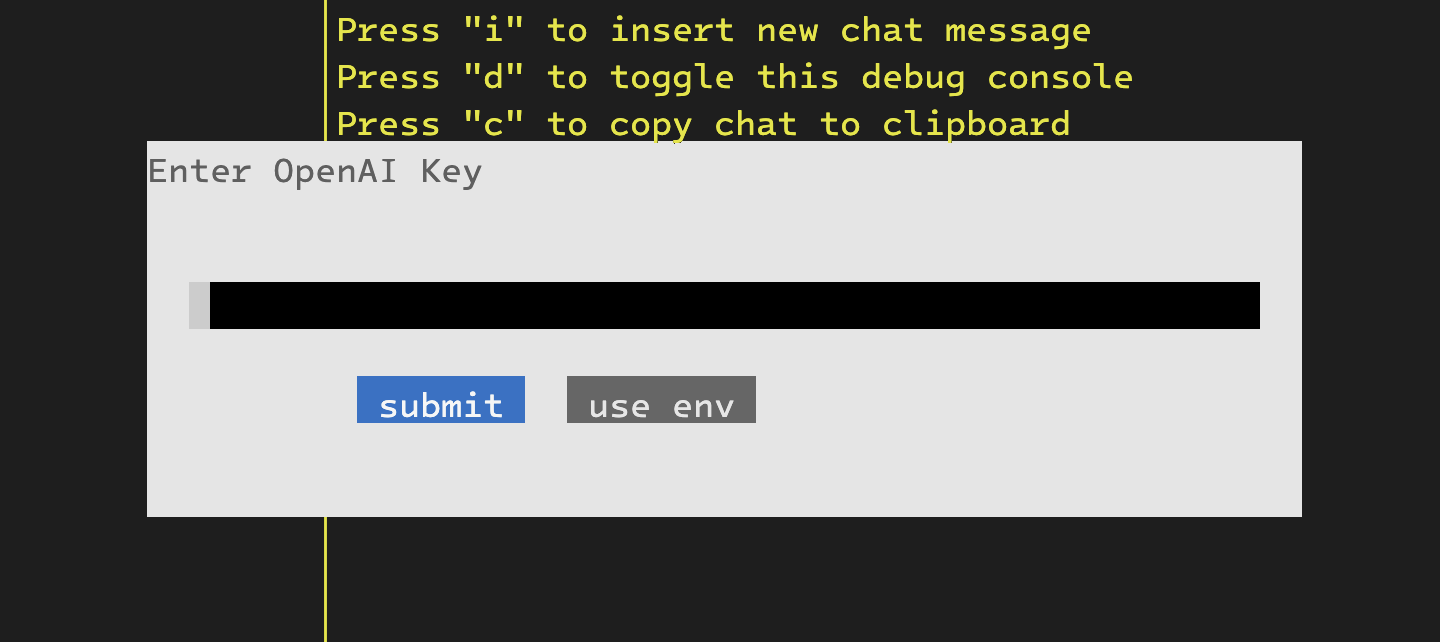 Press "i" to insert new chat message
Press "d" to toggle this debug console
Press "c" to copy chat to clipboard
Enter OpenAI Key
submit use env